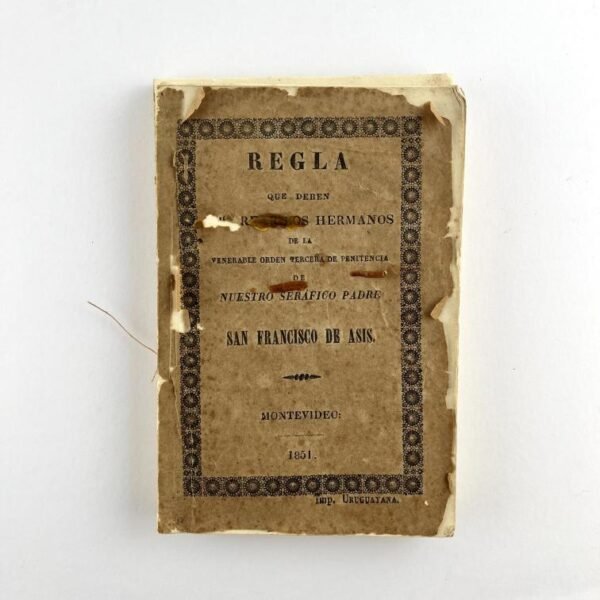 REGLA
QUE DEBEN
HERMANOS
DE LA
VENERABLE ORDEN TERCERA DE PENITENCIA
DE
NUESTRO SERAFICO PADRE
SAN FRANCISCO DE ASIS.
MONTEVIDEO:
1851.
Imp. URUGUAYANA.